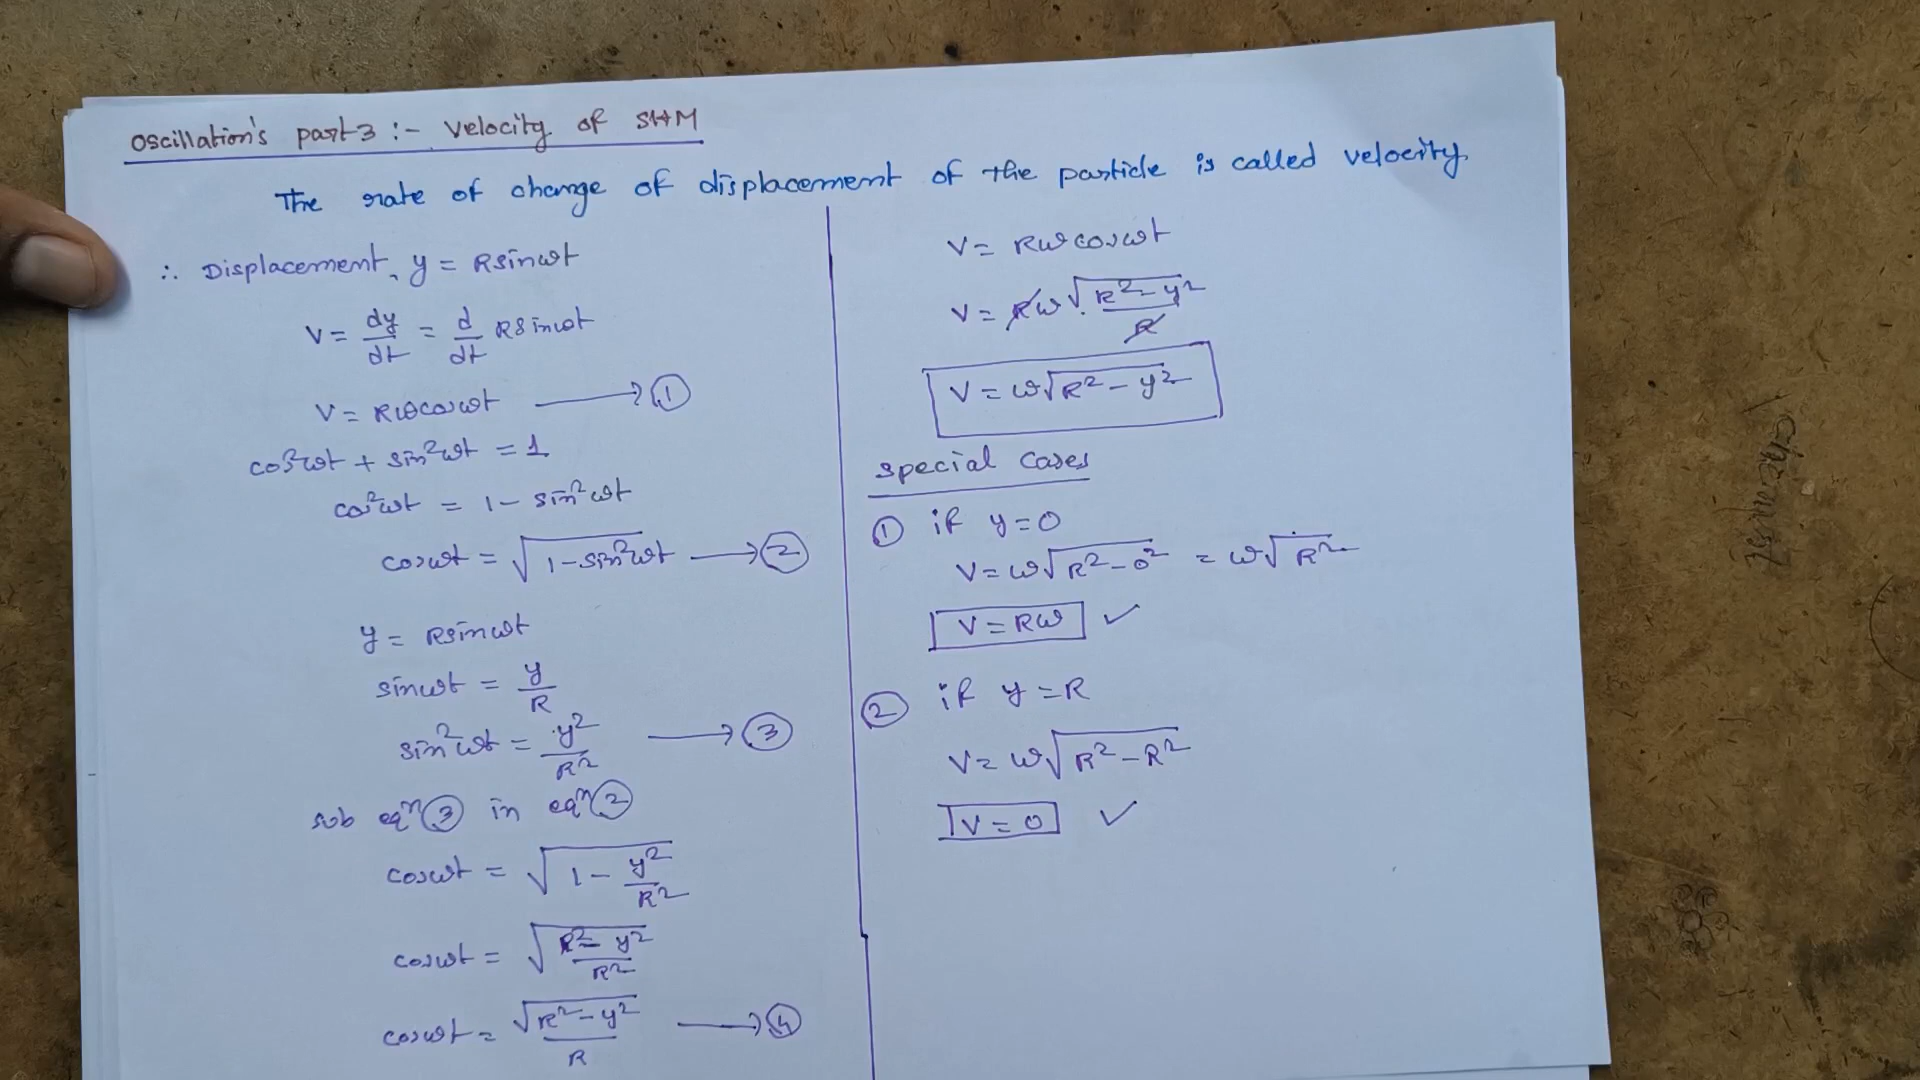 Oscillation's part3 :- Velocity of SHM
The rate of change of displacement of the particle is called velocity.
∴ Displacement, y = Rsinωt
V = dy/dt = d/dt Rsinωt
V = Rωcosωt → ①
cos²ωt + sin²ωt = 1
cos²ωt = 1 - sin²ωt
cosωt = √(1-sin²ωt) → ②
y = Rsinωt
sinωt = y/R
sin²ωt = y²/R² → ③
sub eqⁿ ③ in eqⁿ ②
cosωt = √(1 - y²/R²)
cosωt = √((R² - y²)/R²)
cosωt = √(R² - y²)/R → ④
V = Rωcosωt
V = Rω . √(R² - y²)/R
V = ω√(R² - y²)
special cases
① if y=0
V = ω√(R² - 0²) = ω√R²
V = Rω ✓
② if y = R
V = ω√(R² - R²)
V = 0 ✓
chemist